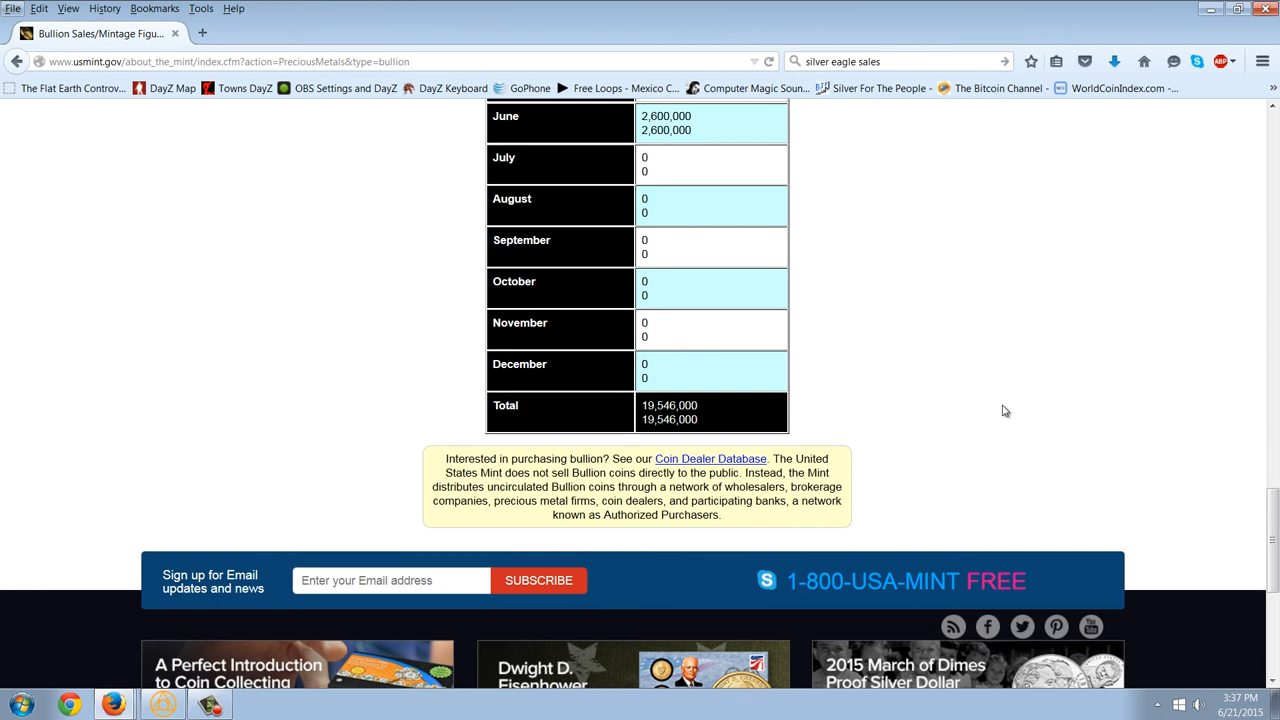 File Edit View History Bookmarks Tools Help
Bullion Sales/Mintage Figu...
www.usmint.gov/about_the_mint/index.cfm?action=PreciousMetals&type=bullion
silver eagle sales
ABP
The Flat Earth Controv... DayZ Map TownieDayZ OBS Settings and DayZ DayZ Keyboard GoPhone Free Loops - Mexico C... Computer Magic Soun... Silver For The People - The Bitcoin Channel - WorldCoinIndex.com -...
June 2,600,000
2,600,000
July 0
0
August 0
0
September 0
0
October 0
0
November 0
0
December 0
0
Total 19,546,000
19,546,000
Interested in purchasing bullion? See our Coin Dealer Database. The United
States Mint does not sell Bullion coins directly to the public. Instead, the Mint
distributes uncirculated Bullion coins through a network of wholesalers, brokerage
companies, precious metal firms, coin dealers, and participating banks, a network
known as Authorized Purchasers.
Sign up for Email
updates and news
Enter your Email address
SUBSCRIBE
1-800-USA-MINT FREE
You
Tube
A Perfect Introduction
to Coin Collecting
Dwight D.
Eisenhower
2015 March of Dimes
Proof Silver Dollar
3:37 PM
6/21/2015